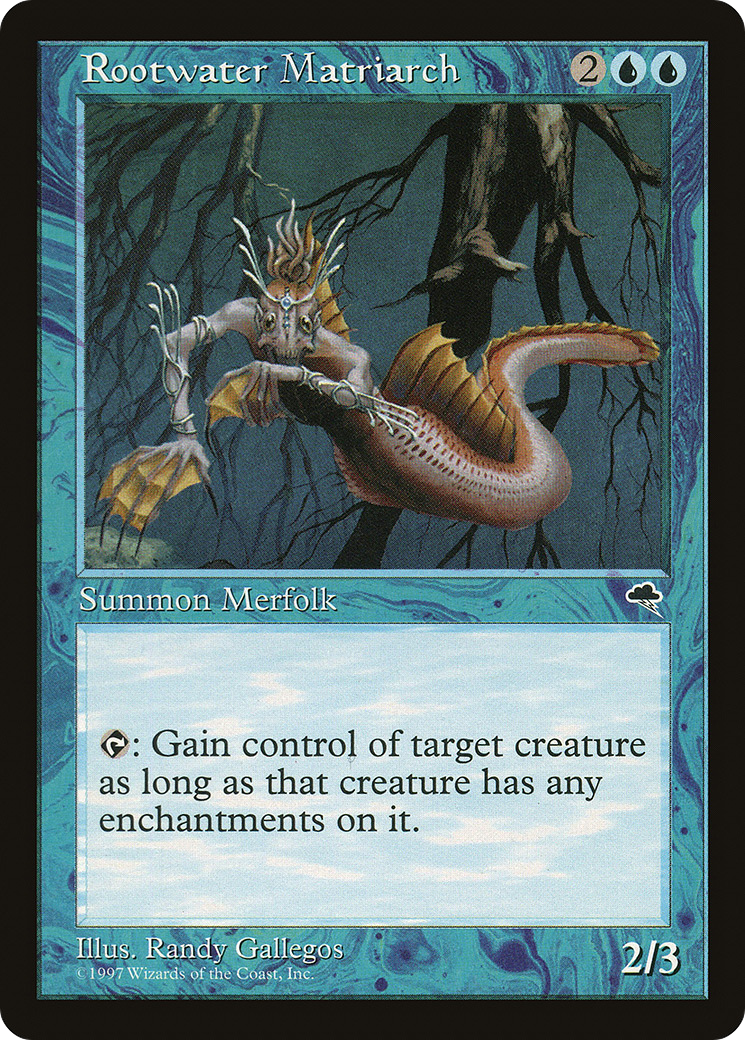 Rootwater Matriarch 2
Summon Merfolk
: Gain control of target creature
as long as that creature has any
enchantments on it.
Illus. Randy Gallegos
©1997 Wizards of the Coast, Inc.
2/3